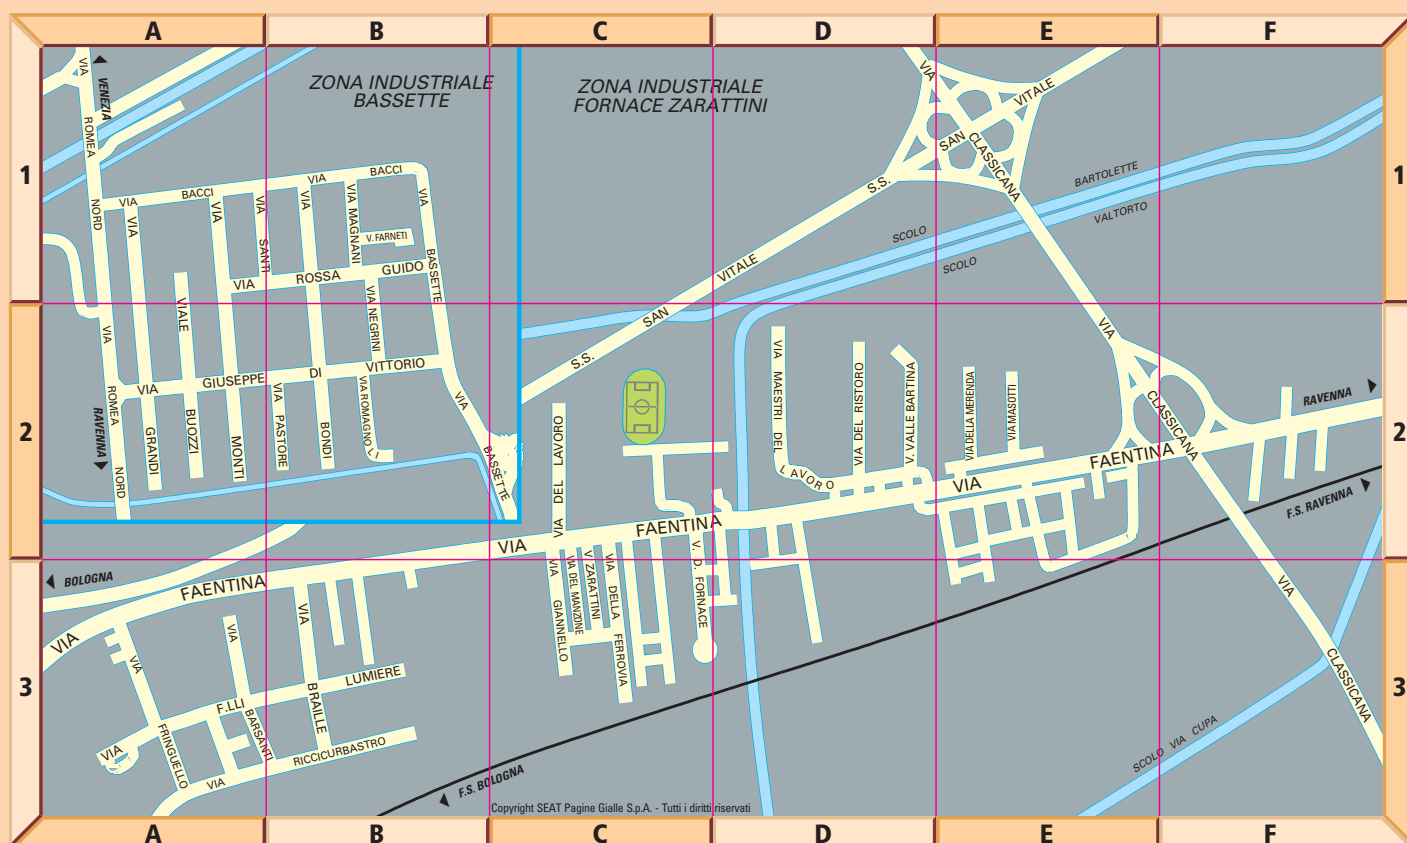 A B C D E F
ZONA INDUSTRIALE
BASSETTE
ZONA INDUSTRIALE
FORNACE ZARATTINI
1
1
VIA ROMEA NORD
VENEZIA
VIA BACCI VIA BACCI
VIA GRANDI
VIA MONTI
VIA SANTI
VIA BONDI
VIA MAGNANI
V. FARNETI
VIA BASSETTE
VIA ROSSA GUIDO
VIALE BUOZZI
VIA NEGRINI
VIA ROMEA NORD
RAVENNA
VIA GIUSEPPE DI VITTORIO
VIA PASTORE
VIA ROMAGNOLI
VIA BASSETTE
VIA CLASSICANA
S.S. SAN VITALE
S.S. SAN VITALE
SCOLO BARTOLETTE
SCOLO VALTORTO
2
2
VIA CLASSICANA
VIA MAESTRI DEL LAVORO
VIA DEL RISTORO
V. VALLE BARTINA
VIA DELLA MERENDA
VIA MASOTTI
VIA DEL LAVORO
RAVENNA
VIA FAENTINA
VIA FAENTINA
F.S. RAVENNA
BOLOGNA
VIA FAENTINA
3
3
VIA GIANNELLO
VIA DEL MANZONE
V. ZARATTINI
VIA DELLA FERROVIA
V. D. FORNACE
VIA FRINGUELLO
VIA BARSANTI
VIA BRAILLE
VIA F.LLI LUMIERE
VIA RICCICURBASTRO
VIA CLASSICANA
SCOLO VIA CUPA
F.S. BOLOGNA
Copyright SEAT Pagine Gialle S.p.A. - Tutti i diritti riservati
A B C D E F